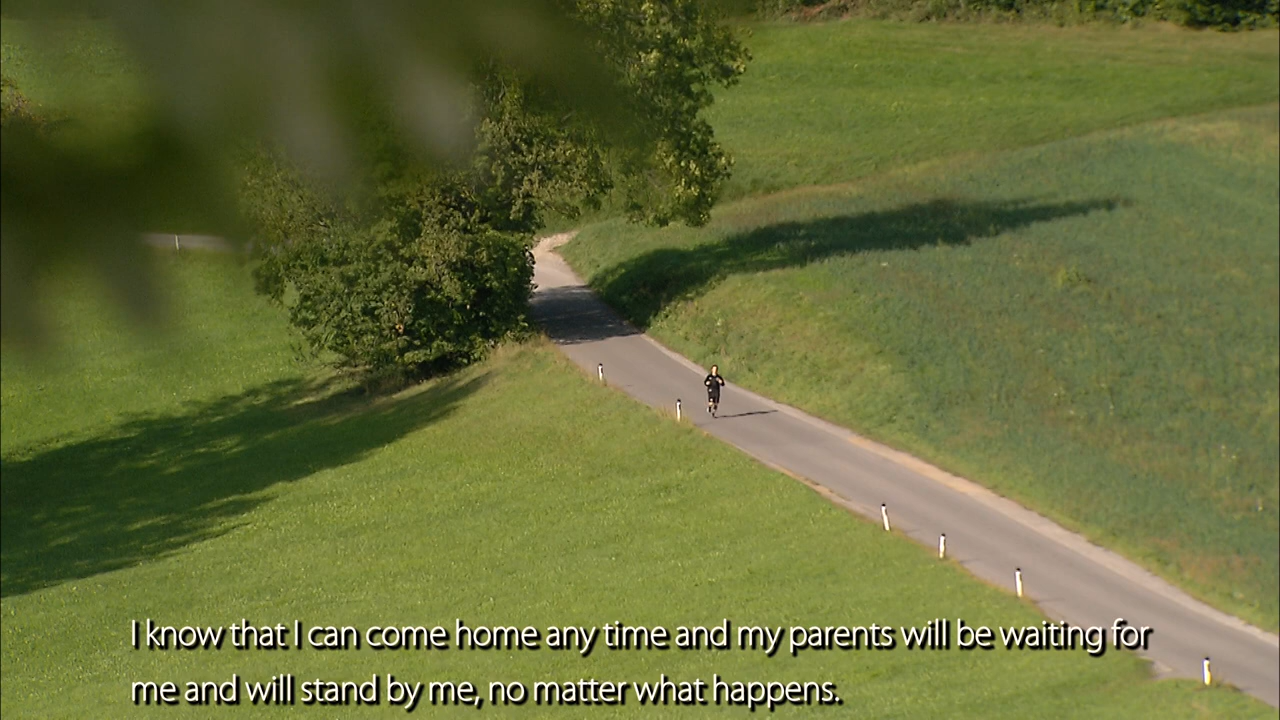 I know that I can come home any time and my parents will be waiting for
me and will stand by me, no matter what happens.